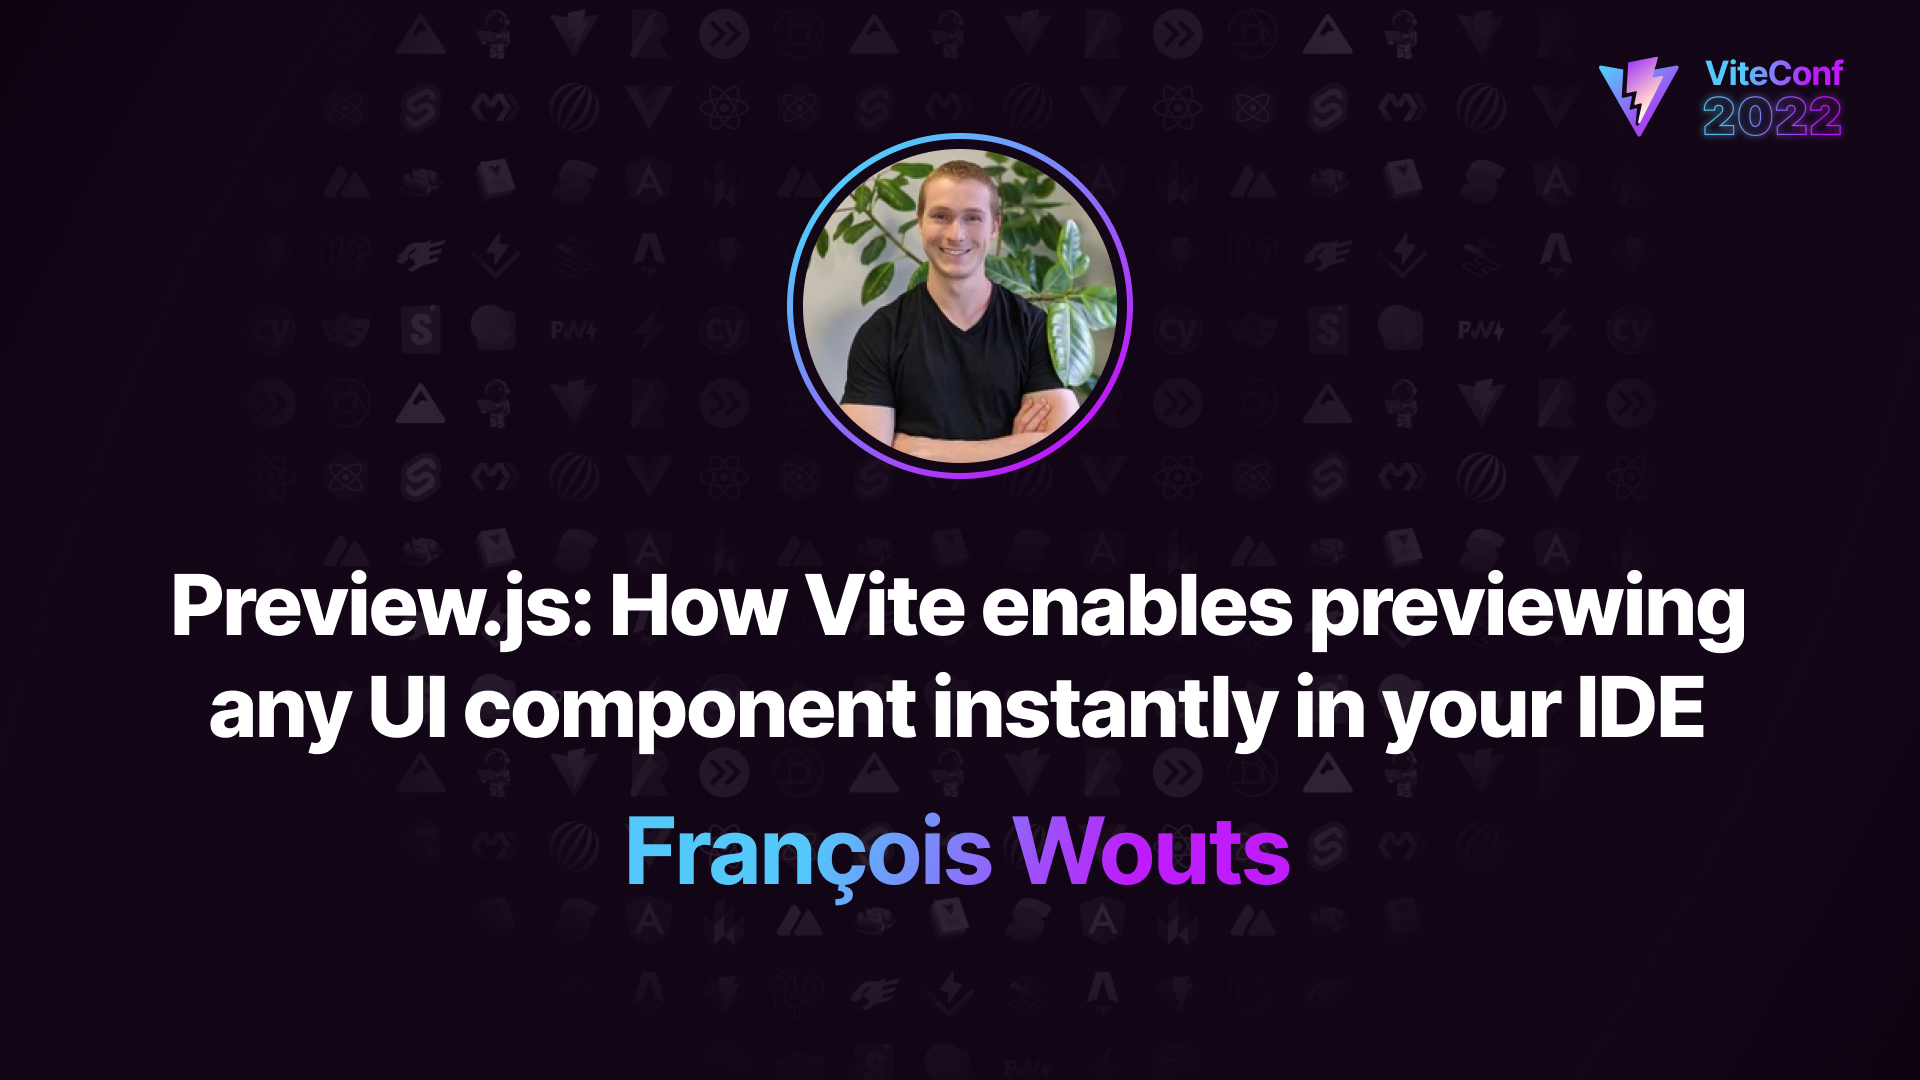 ViteConf
2022
Preview.js: How Vite enables previewing
any UI component instantly in your IDE
François Wouts